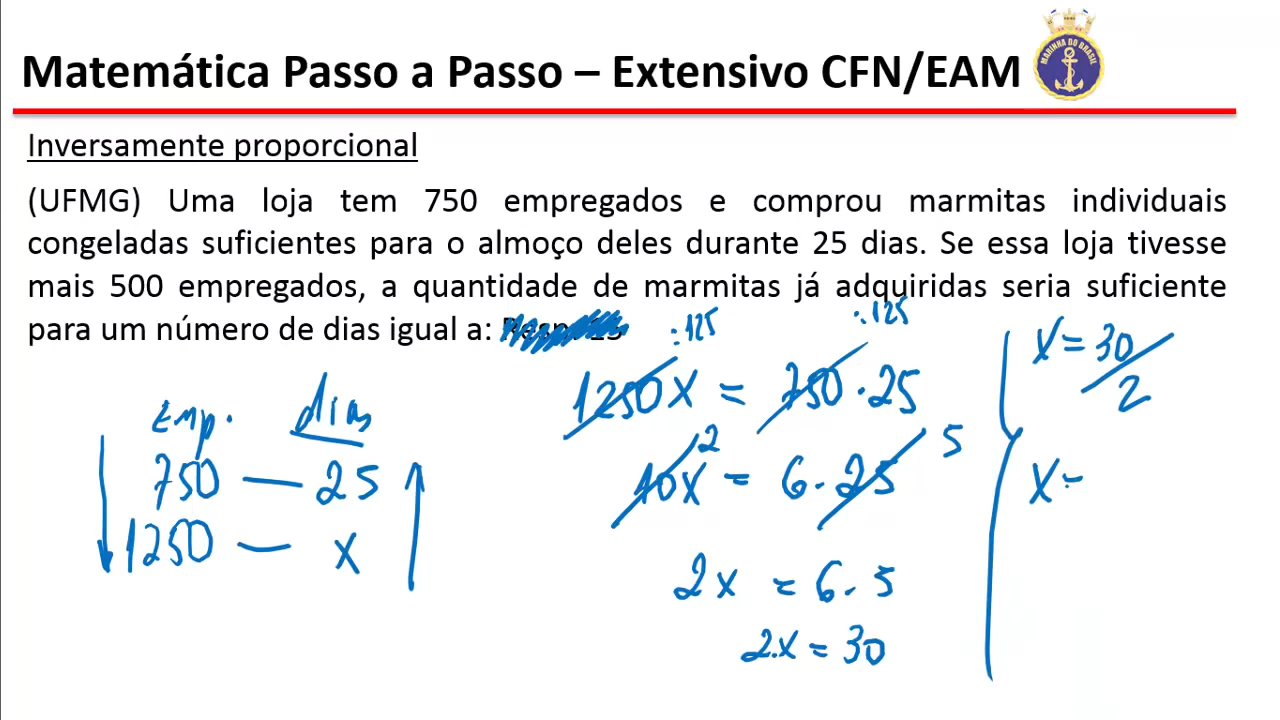 Matemática Passo a Passo – Extensivo CFN/EAM
MARINHA DO BRASIL
Inversamente proporcional
(UFMG) Uma loja tem 750 empregados e comprou marmitas individuais
congeladas suficientes para o almoço deles durante 25 dias. Se essa loja tivesse
mais 500 empregados, a quantidade de marmitas já adquiridas seria suficiente
para um número de dias igual a:
Emp. dias
750 — 25
1250 — x
:125 :125
1250x = 750 · 25
2 5
10x = 6 · 25
2x = 6 · 5
2.x = 30
x = 30/2
x =